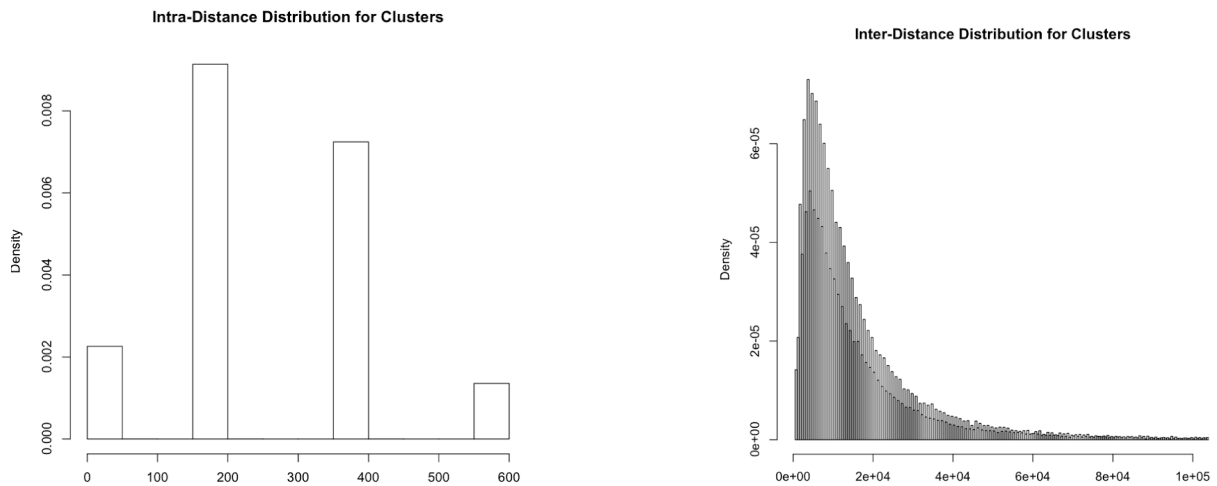 Intra-Distance Distribution for Clusters
Density
0.000
0.002
0.004
0.006
0.008
0 100 200 300 400 500 600
Inter-Distance Distribution for Clusters
Density
0e+00
2e-05
4e-05
6e-05
0e+00 2e+04 4e+04 6e+04 8e+04 1e+05